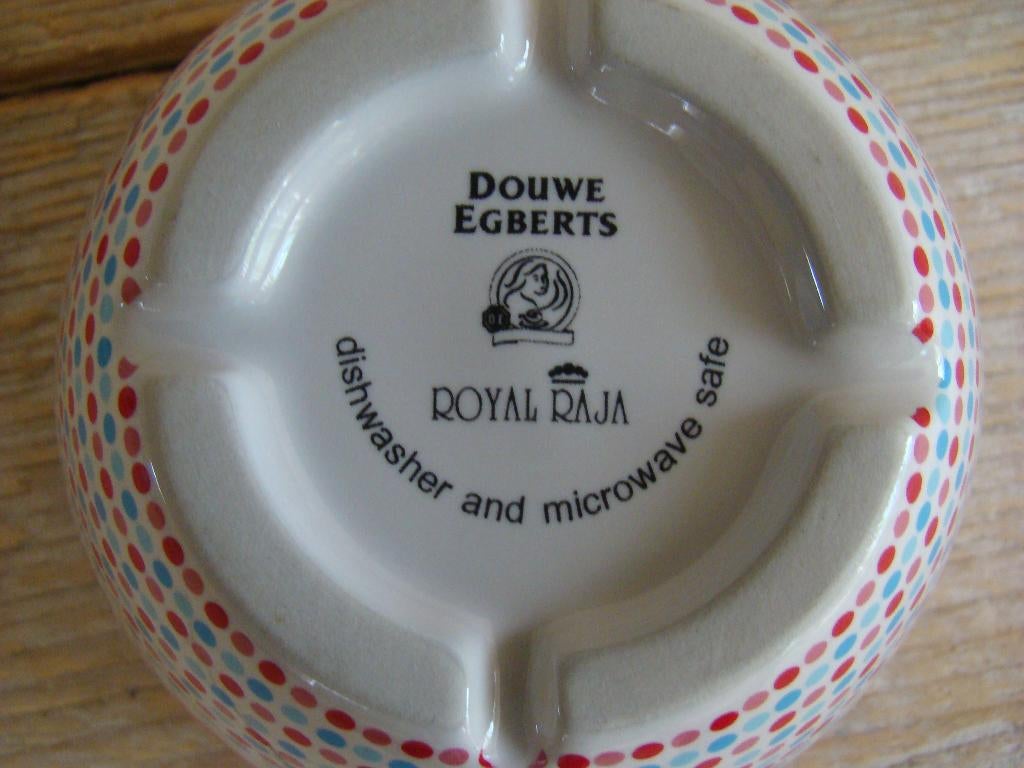 DOUWE
EGBERTS
ROYAL RAJA
dishwasher and microwave safe